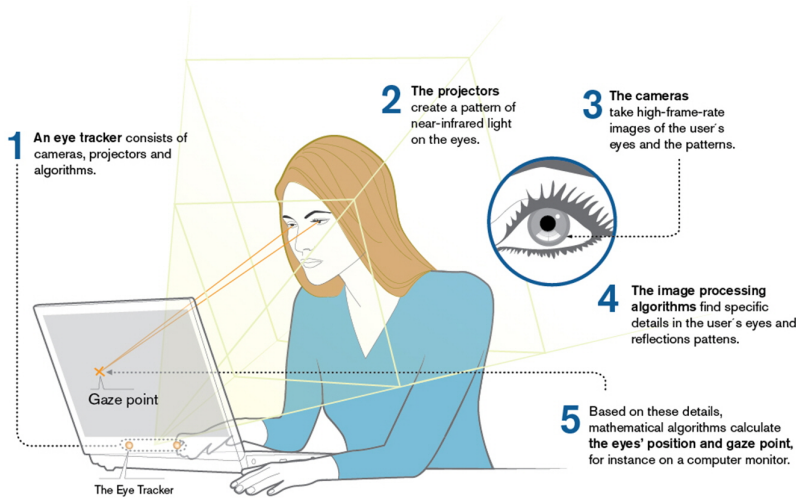 1
An eye tracker consists of
cameras, projectors and
algorithms.
2
The projectors
create a pattern of
near-infrared light
on the eyes.
3
The cameras
take high-frame-rate
images of the user's
eyes and the patterns.
4
The image processing
algorithms find specific
details in the user's eyes and
reflections pattens.
Gaze point
5
Based on these details,
mathematical algorithms calculate
the eyes' position and gaze point,
for instance on a computer monitor.
The Eye Tracker